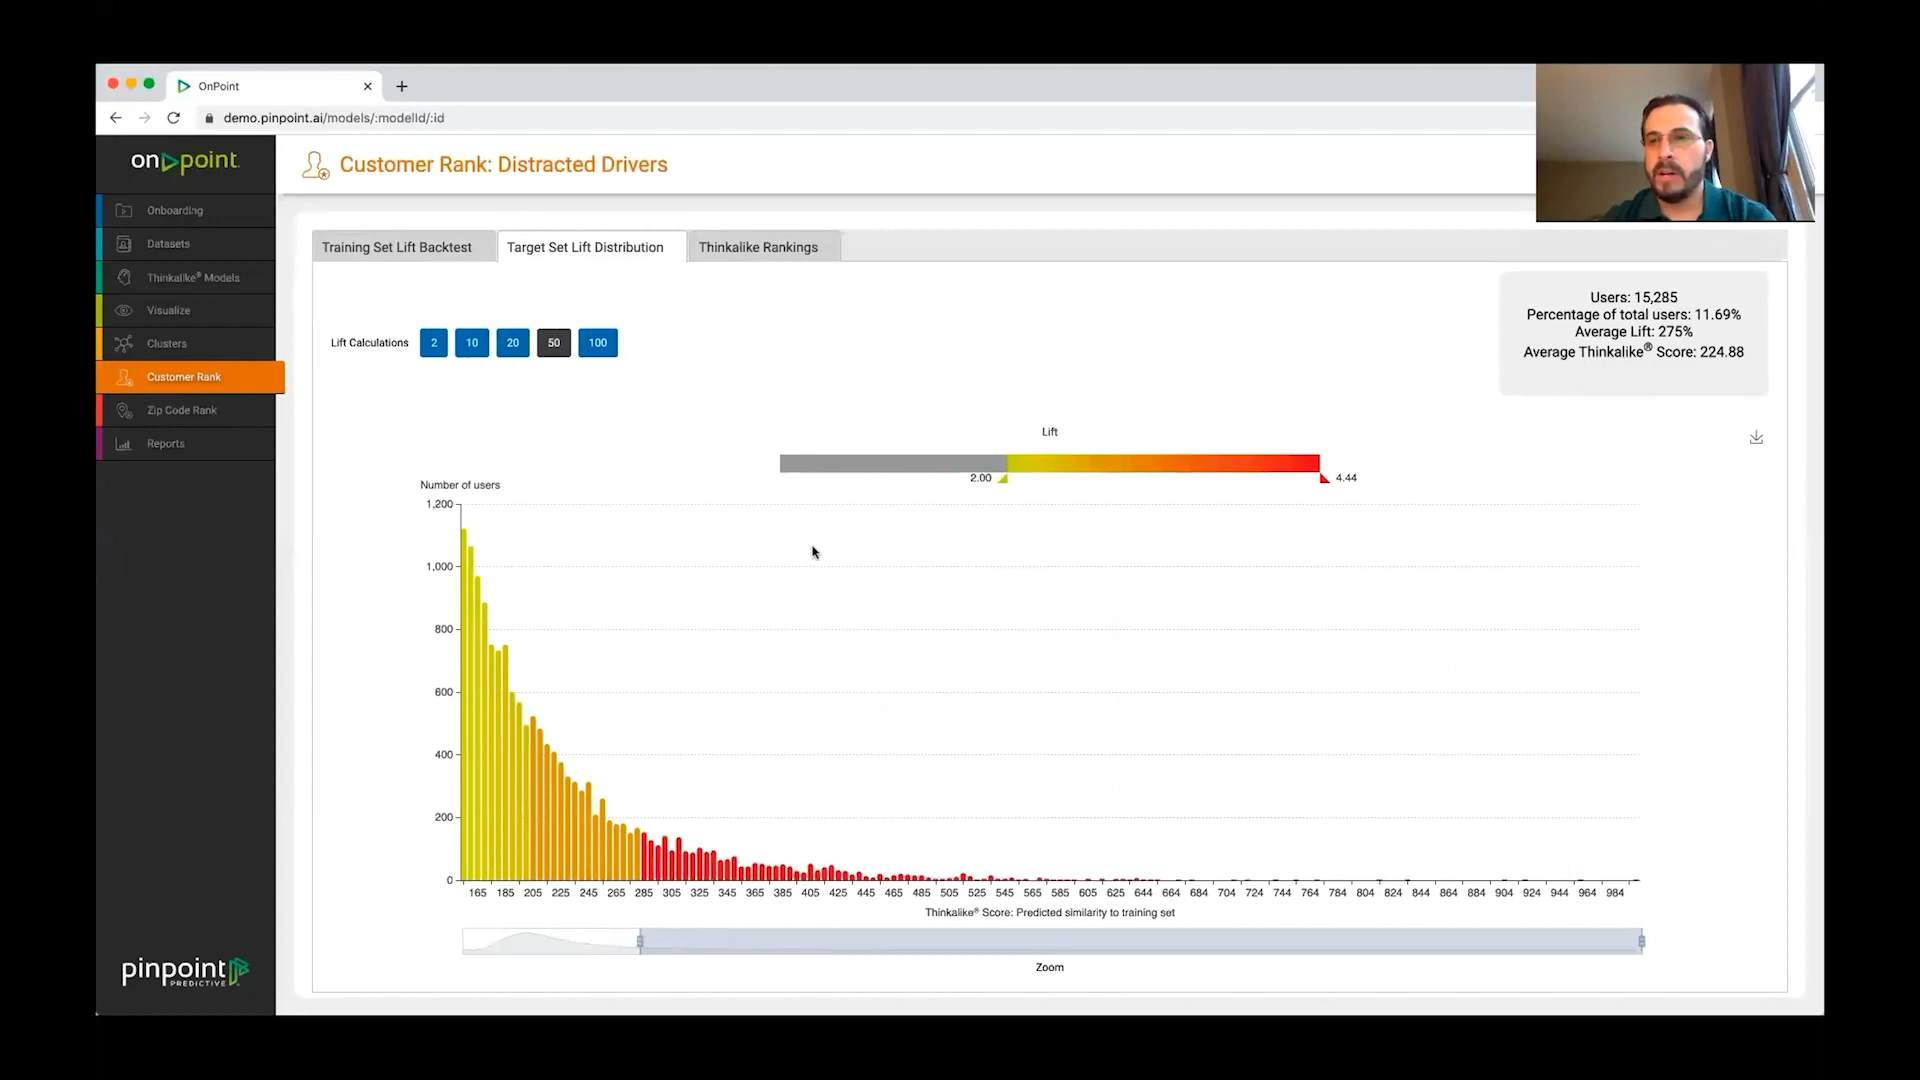 OnPoint
demo.pinpoint.ai/models/:modelId/:id
onpoint
Customer Rank: Distracted Drivers
Onboarding
Datasets
Thinkalike® Models
Visualize
Clusters
Customer Rank
Zip Code Rank
Reports
pinpoint
PREDICTIVE
Training Set Lift Backtest Target Set Lift Distribution Thinkalike Rankings
Users: 15,285
Percentage of total users: 11.69%
Average Lift: 275%
Average Thinkalike® Score: 224.88
Lift Calculations 2 10 20 50 100
Lift
2.00 4.44
Number of users
1,200
1,000
800
600
400
200
0
165 185 205 225 245 265 285 305 325 345 365 385 405 425 445 465 485 505 525 545 565 585 605 625 644 664 684 704 724 744 764 784 804 824 844 864 884 904 924 944 964 984
Thinkalike® Score: Predicted similarity to training set
Zoom